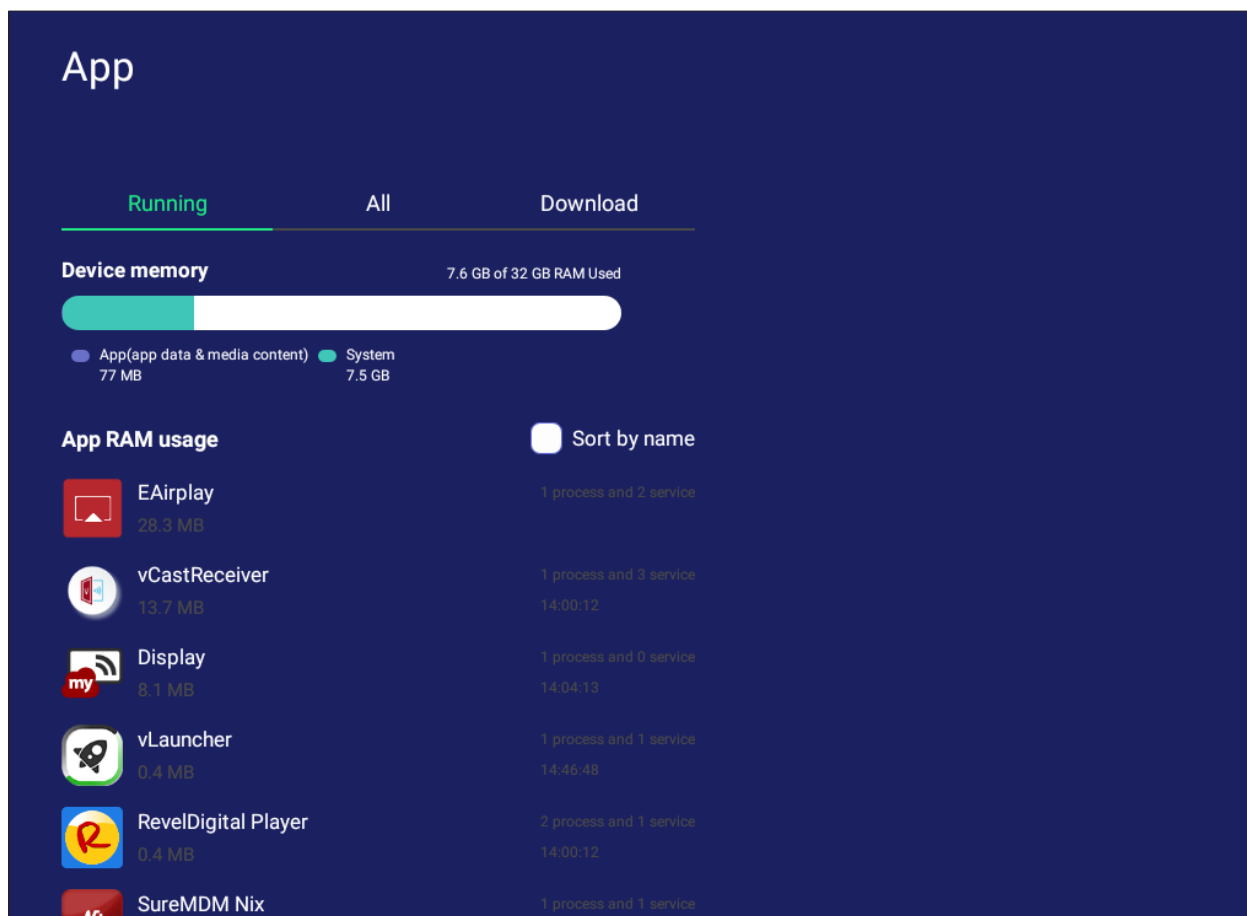 App
Running All Download
Device memory 7.6 GB of 32 GB RAM Used
App(app data & media content) System
77 MB 7.5 GB
App RAM usage Sort by name
EAirplay 1 process and 2 service
28.3 MB
vCastReceiver 1 process and 3 service
13.7 MB 14:00:12
Display 1 process and 0 service
my
8.1 MB 14:04:13
vLauncher 1 process and 1 service
0.4 MB 14:46:48
RevelDigital Player 2 process and 1 service
R
0.4 MB 14:00:12
SureMDM Nix 1 process and 1 service